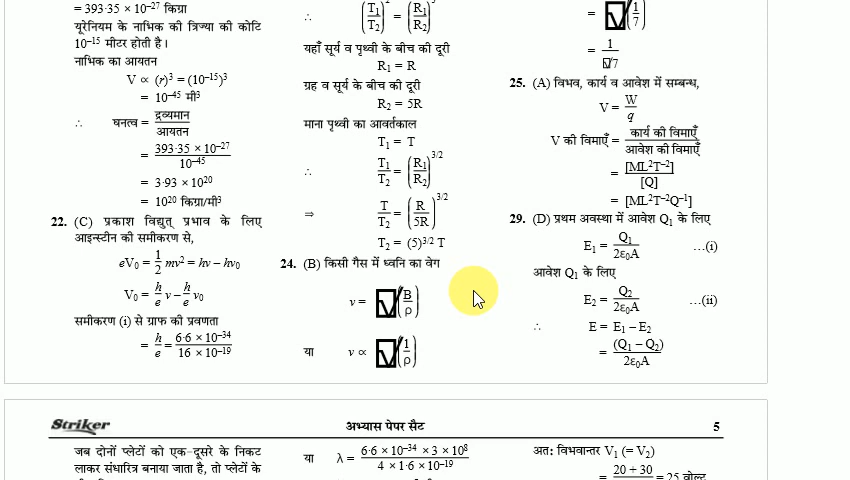 = 393·35 × 10⁻²⁷ किग्रा
यूरेनियम के नाभिक की त्रिज्या की कोटि
10⁻¹⁵ मीटर होती है।
नाभिक का आयतन
V ∝ (r)³ = (10⁻¹⁵)³
= 10⁻⁴⁵ मी³
∴ घनत्व = द्रव्यमान / आयतन
= 393·35 × 10⁻²⁷ / 10⁻⁴⁵
= 3·93 × 10²⁰
= 10²⁰ किग्रा/मी³
22. (C) प्रकाश विद्युत् प्रभाव के लिए
आइन्स्टीन की समीकरण से,
eV₀ = 1/2 mv² = hν – hν₀
V₀ = h/e ν – h/e ν₀
समीकरण (i) से ग्राफ की प्रवणता
= h/e = 6·6 × 10⁻³⁴ / 16 × 10⁻¹⁹
∴ (T₁/T₂) = (R₁/R₂)
यहाँ सूर्य व पृथ्वी के बीच की दूरी
R₁ = R
ग्रह व सूर्य के बीच की दूरी
R₂ = 5R
माना पृथ्वी का आवर्तकाल
T₁ = T
∴ T₁/T₂ = (R₁/R₂)^3/2
⇒ T/T₂ = (R/5R)^3/2
T₂ = (5)^3/2 T
24. (B) किसी गैस में ध्वनि का वेग
v = √(B/ρ)
या v ∝ √(1/ρ)
= √(1/7)
= 1/√7
25. (A) विभव, कार्य व आवेश में सम्बन्ध,
V = W/q
V की विमाएँ = कार्य की विमाएँ / आवेश की विमाएँ
= [ML²T⁻²] / [Q]
= [ML²T⁻²Q⁻¹]
29. (D) प्रथम अवस्था में आवेश Q₁ के लिए
E₁ = Q₁/2ε₀A ...(i)
आवेश Q₁ के लिए
E₂ = Q₂/2ε₀A ...(ii)
∴ E = E₁ – E₂
= (Q₁ – Q₂)/2ε₀A
Striker अभ्यास पेपर सैट 5
जब दोनों प्लेटों को एक-दूसरे के निकट
लाकर संधारित्र बनाया जाता है, तो प्लेटों के
या λ = 6·6 × 10⁻³⁴ × 3 × 10⁸ / 4 × 1·6 × 10⁻¹⁹
अत: विभवान्तर V₁ (= V₂)
= 20 + 30 = 25 वोल्ट